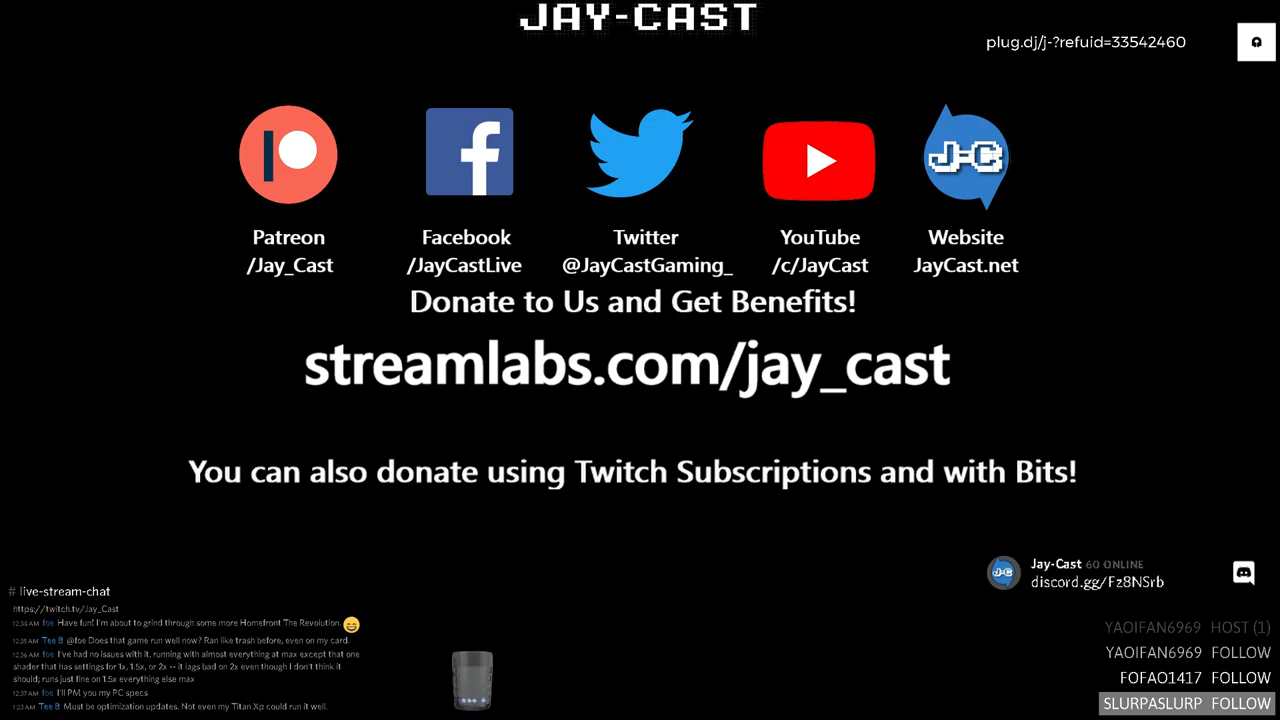 JAY-CAST
plug.dj/j-?refuid=33542460
Patreon
/Jay_Cast
Facebook
/JayCastLive
Twitter
@JayCastGaming_
YouTube
/c/JayCast
J-C
Website
JayCast.net
Donate to Us and Get Benefits!
streamlabs.com/jay_cast
You can also donate using Twitch Subscriptions and with Bits!
# live-stream-chat
https://twitch.tv/Jay_Cast
12:34 AM foe Have fun! I'm about to grind through some more Homefront The Revolution.
12:35 AM Tee B @foe Does that game run well now? Ran like trash before, even on my card.
12:36 AM foe I've had no issues with it, running with almost everything at max except that one
shader that has settings for 1x, 1.5x, or 2x -- it lags bad on 2x even though I don't think it
should; runs just fine on 1.5x everything else max
12:37 AM foe I'll PM you my PC specs
1:23 AM Tee B Must be optimization updates. Not even my Titan Xp could run it well.
J-C
Jay-Cast 60 ONLINE
discord.gg/Fz8NSrb
YAOIFAN6969 HOST (1)
YAOIFAN6969 FOLLOW
FOFAO1417 FOLLOW
SLURPASLURP FOLLOW